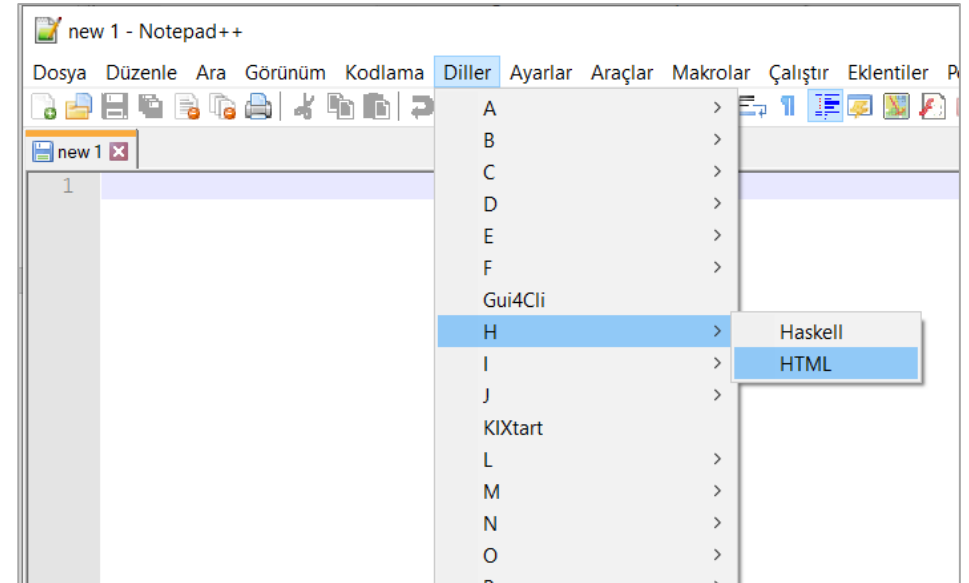 new 1 - Notepad++
Dosya Düzenle Ara Görünüm Kodlama Diller Ayarlar Araçlar Makrolar Çalıştır Eklentiler
new 1
1
A
B
C
D
E
F
Gui4Cli
H
Haskell
I
HTML
J
KIXtart
L
M
N
O